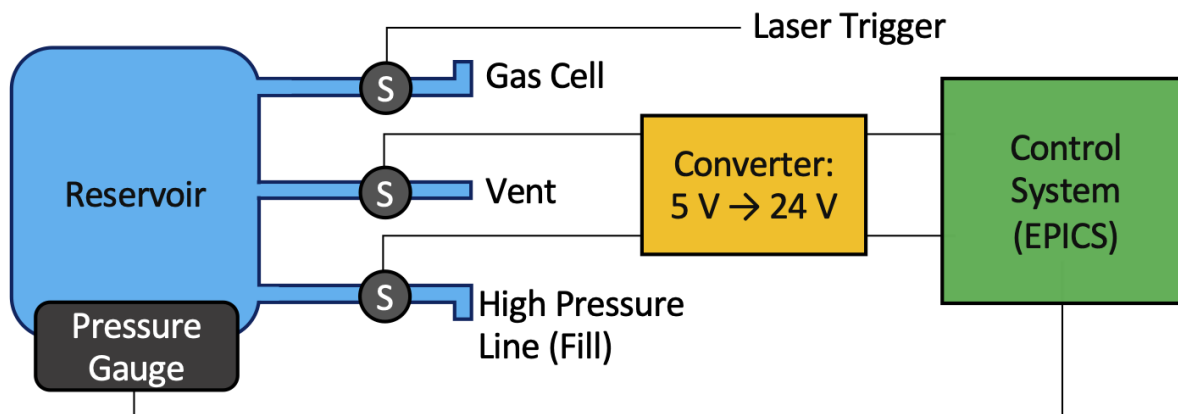 Laser Trigger
S
Gas Cell
Reservoir
S
Vent
Converter:
5 V → 24 V
Control
System
(EPICS)
S
High Pressure
Line (Fill)
Pressure
Gauge